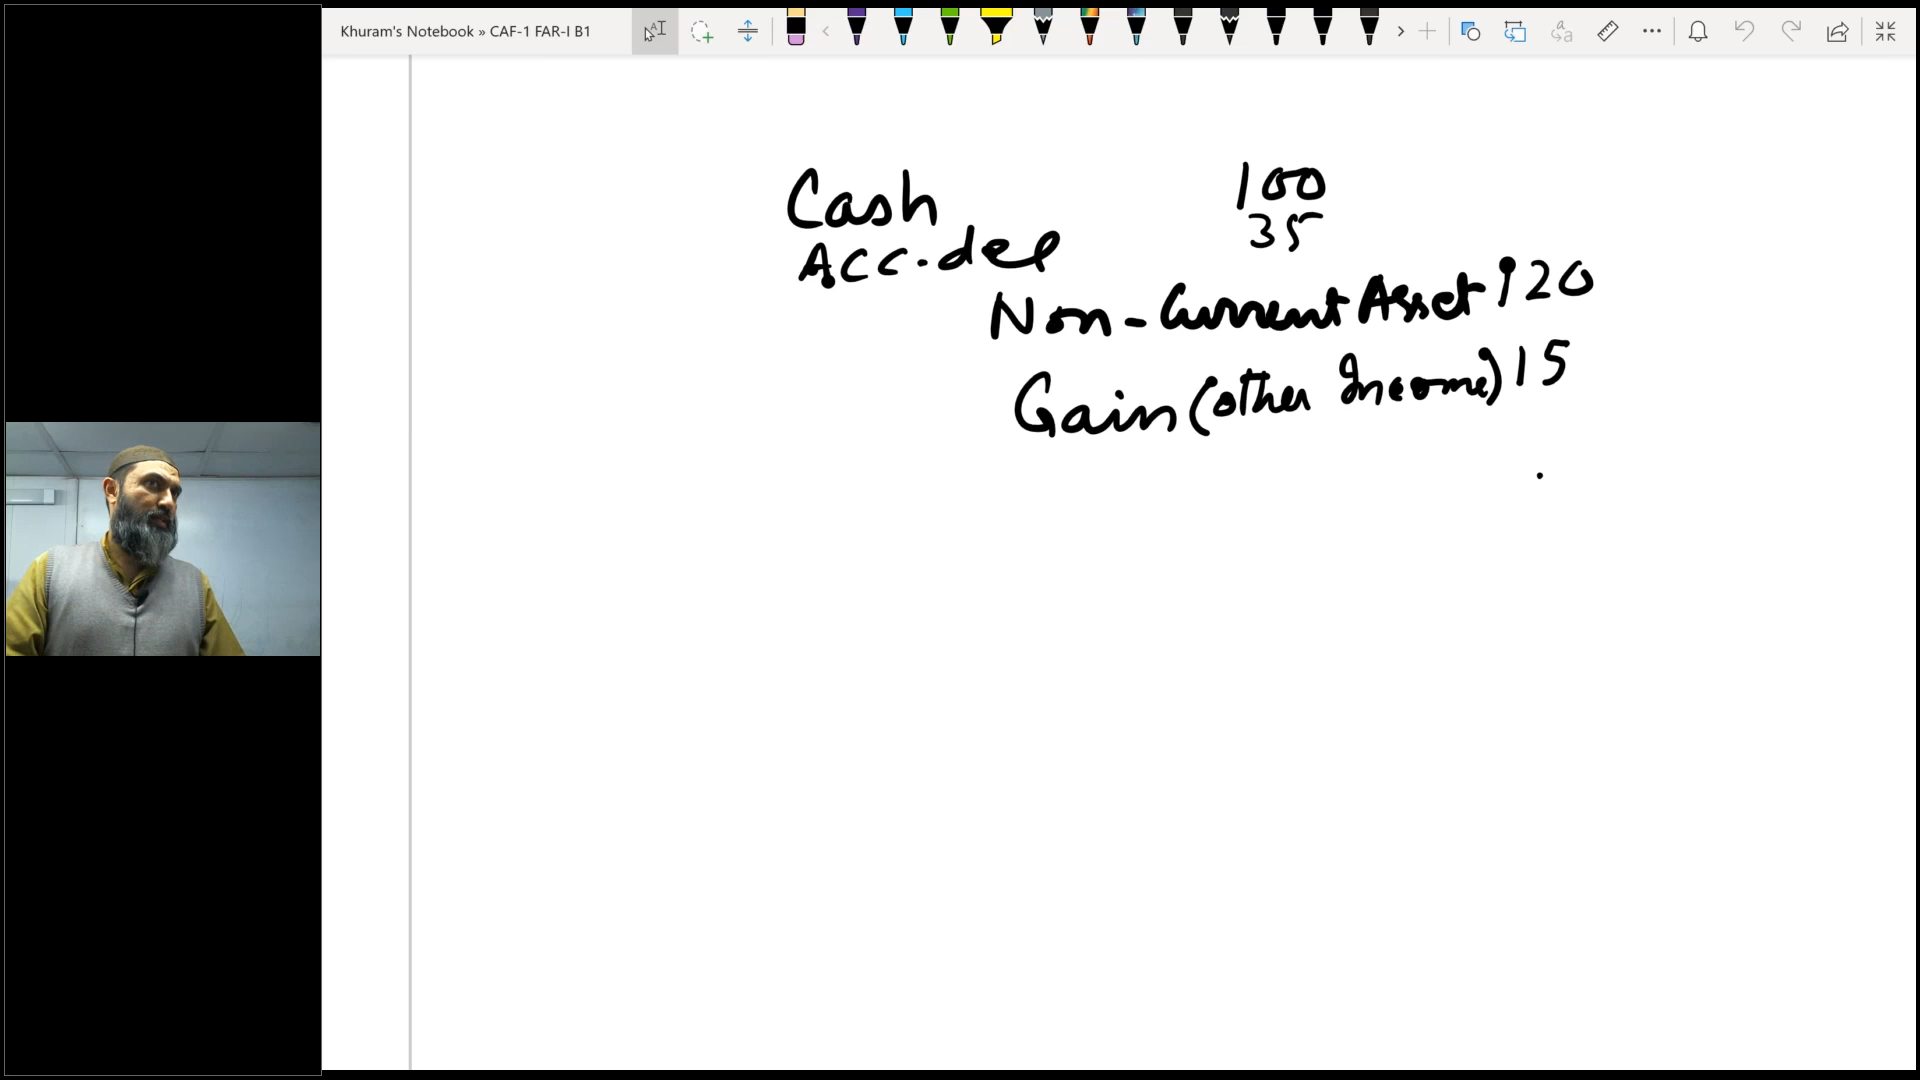 Khuram's Notebook » CAF-1 FAR-I B1
Cash 100
Acc.dep 35
Non-Current Asset 120
Gain (other Income) 15